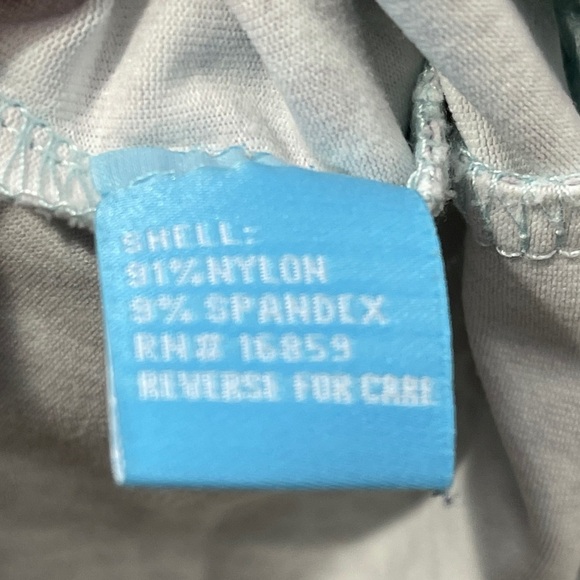 SHELL:
91% NYLON
9% SPANDEX
RN# 16859
REVERSE FOR CARE